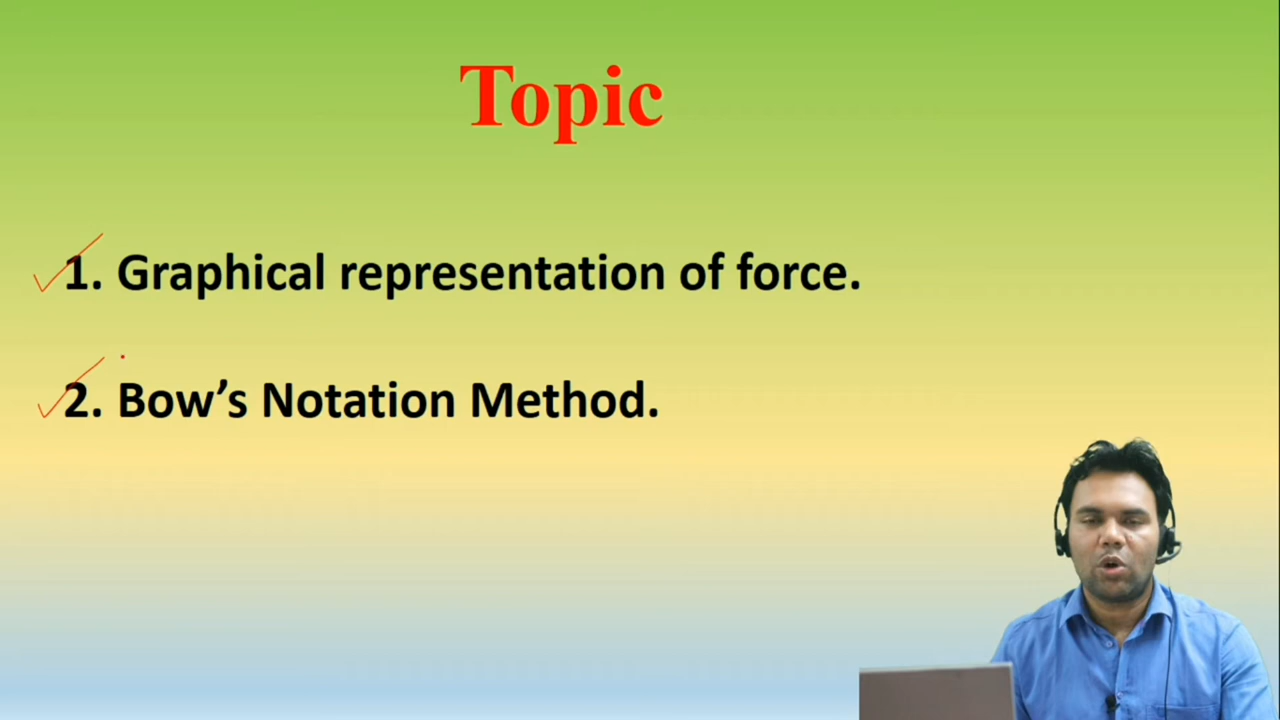 Topic
1. Graphical representation of force.
2. Bow’s Notation Method.